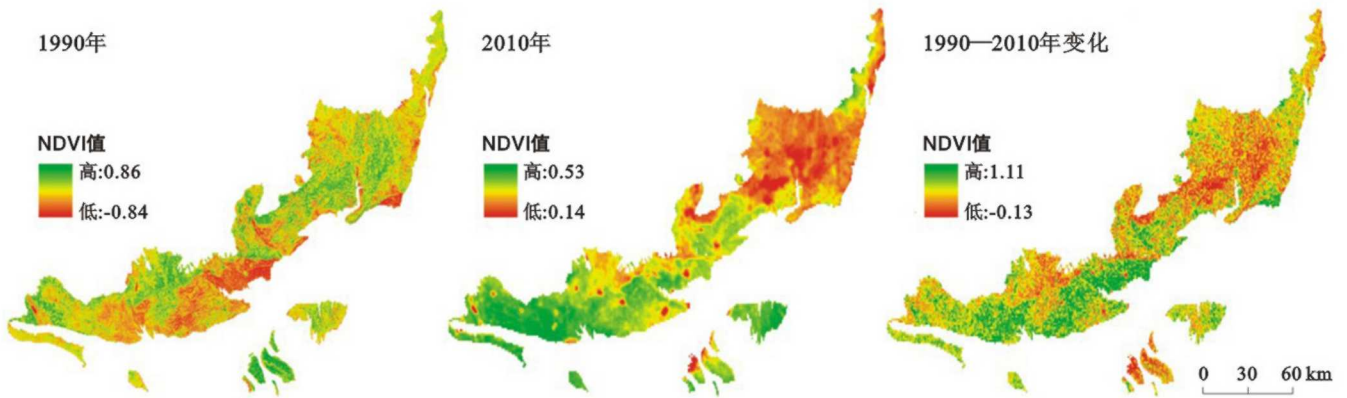 1990年
NDVI值
高:0.86
低:-0.84
2010年
NDVI值
高:0.53
低:0.14
1990—2010年变化
NDVI值
高:1.11
低:-0.13
0 30 60 km